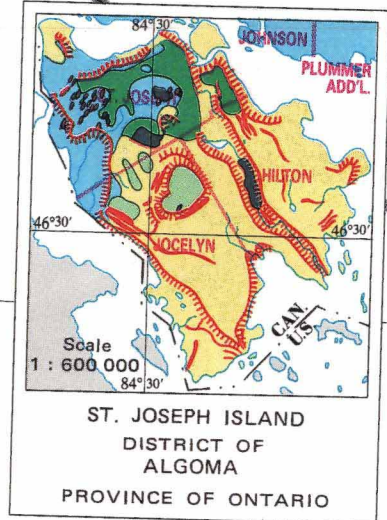 84°30'
JOHNSON
PLUMMER
ADD'L.
HILTON
46°30'
46°30'
JOCELYN
CAN.
U.S.
Scale
1 : 600 000
84°30'
ST. JOSEPH ISLAND
DISTRICT OF
ALGOMA
PROVINCE OF ONTARIO